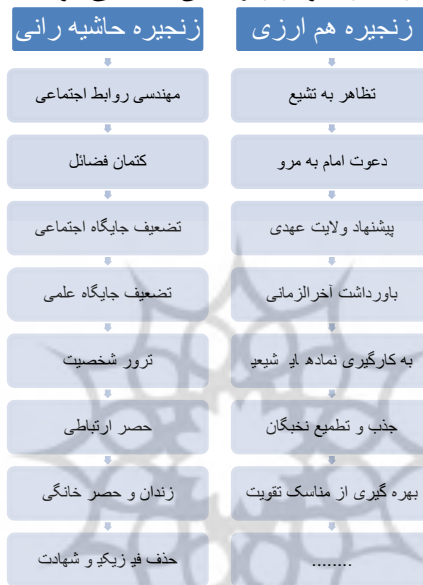 زنجیره هم ارزی
تظاهر به تشیع
دعوت امام به مرو
پیشنهاد ولایت عهدی
باورداشت آخرالزمانی
به کارگیری نمادها ی شیعی
جذب و تطمیع نخبگان
بهره گیری از مناسک تقویت
........
زنجیره حاشیه رانی
مهندسی روابط اجتماعی
کتمان فضائل
تضعیف جایگاه اجتماعی
تضعیف جایگاه علمی
ترور شخصیت
حصر ارتباطی
زندان و حصر خانگی
حذف فیزیکی و شهادت